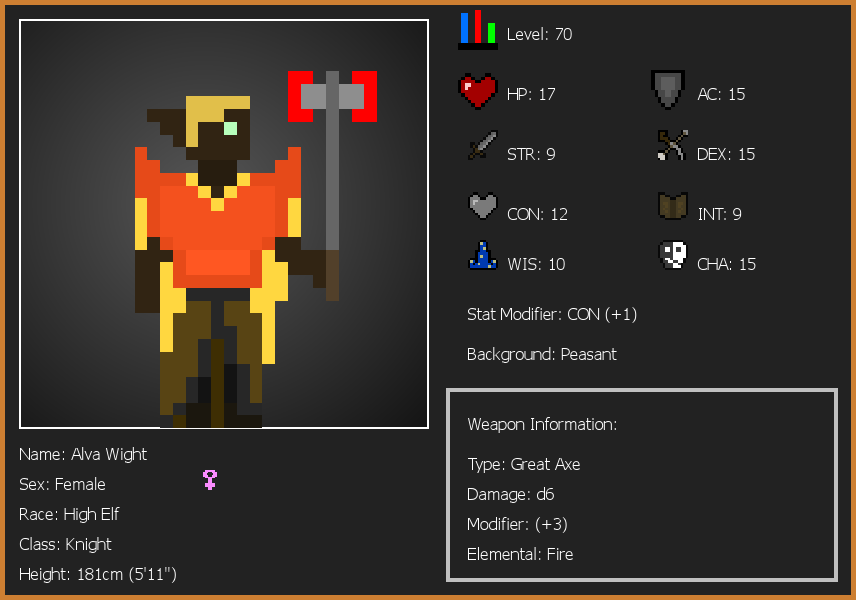 Level: 70
HP: 17
AC: 15
STR: 9
DEX: 15
CON: 12
INT: 9
WIS: 10
CHA: 15
Stat Modifier: CON (+1)
Background: Peasant
Weapon Information:
Type: Great Axe
Damage: d6
Modifier: (+3)
Elemental: Fire
Name: Alva Wight
Sex: Female
Race: High Elf
Class: Knight
Height: 181cm (5'11")